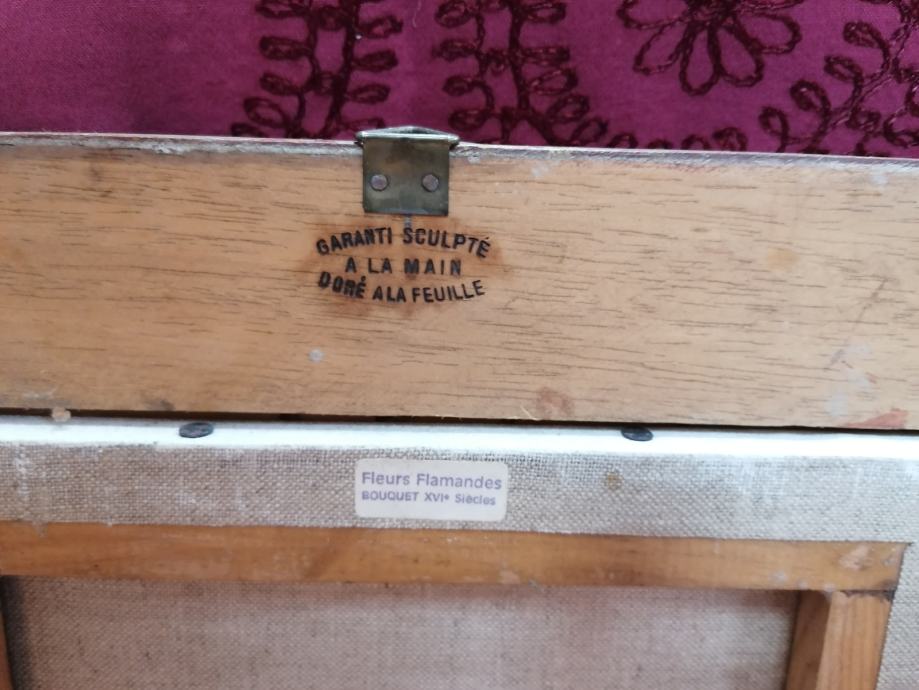 GARANTI SCULPTÉ
A LA MAIN
DORÉ A LA FEUILLE
Fleurs Flamandes
BOUQUET XVIe Siècles